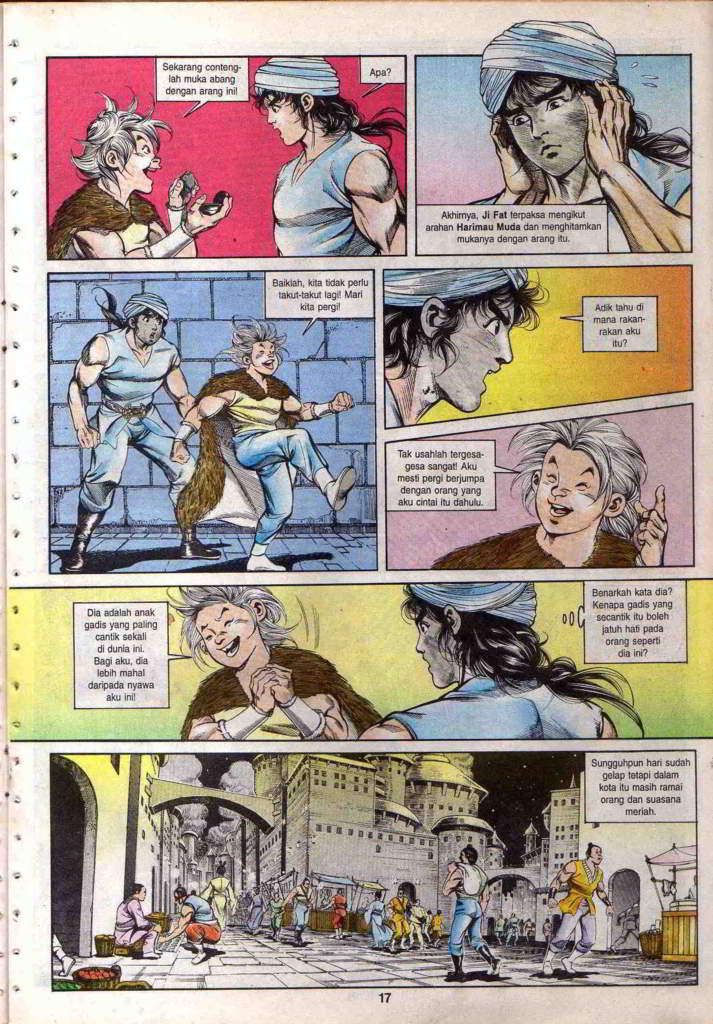 Sekarang conteng-
lah muka abang
dengan arang ini!
Apa?
Akhirnya, Ji Fat terpaksa mengikut
arahan Harimau Muda dan menghitamkan
mukanya dengan arang itu.
Baiklah, kita tidak perlu
takut-takut lagi! Mari
kita pergi!
Adik tahu di
mana rakan-
rakan aku
itu?
Tak usahlah tergesa-
gesa sangat! Aku
mesti pergi berjumpa
dengan orang yang
aku cintai itu dahulu.
Dia adalah anak
gadis yang paling
cantik sekali
di dunia ini.
Bagi aku, dia
lebih mahal
daripada nyawa
aku ini!
Benarkah kata dia?
Kenapa gadis yang
secantik itu boleh
jatuh hati pada
orang seperti
dia ini?
Sungguhpun hari sudah
gelap tetapi dalam
kota itu masih ramai
orang dan suasana
meriah.
17